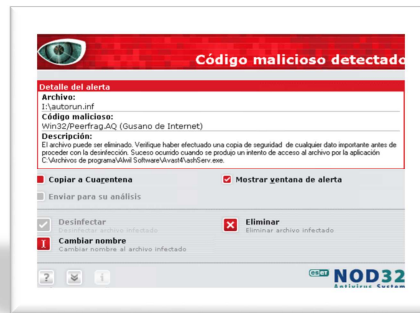 Código malicioso detectado
Detalle del alerta
Archivo:
I:\autorun.inf
Código malicioso:
Win32/Peerfrag.AQ (Gusano de Internet)
Descripción:
El archivo puede ser eliminado. Verifique haber efectuado una copia de seguridad de cualquier dato importante antes de
proceder con la desinfección. Suceso ocurrido cuando se produjo un intento de acceso al archivo por la aplicación
C:\Archivos de programa\Alwil Software\Avast4\ashServ.exe.
Copiar a Cuarentena
Mostrar ventana de alerta
Enviar para su análisis
Desinfectar
Desinfectar archivo infectado
Eliminar
Eliminar archivo infectado
Cambiar nombre
Cambiar nombre al archivo infectado
eset NOD32
Antivirus System